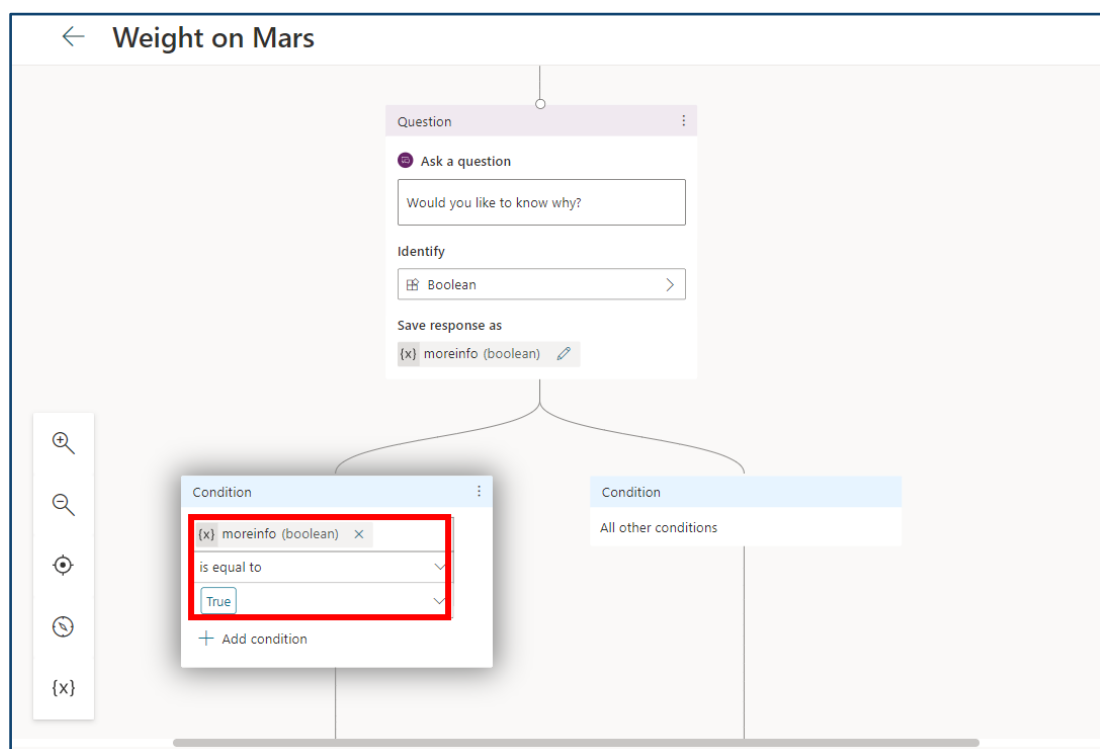 Weight on Mars
Question
Ask a question
Would you like to know why?
Identify
Boolean
Save response as
{x} moreinfo (boolean)
Condition
{x} moreinfo (boolean)
is equal to
True
Add condition
Condition
All other conditions
{x}